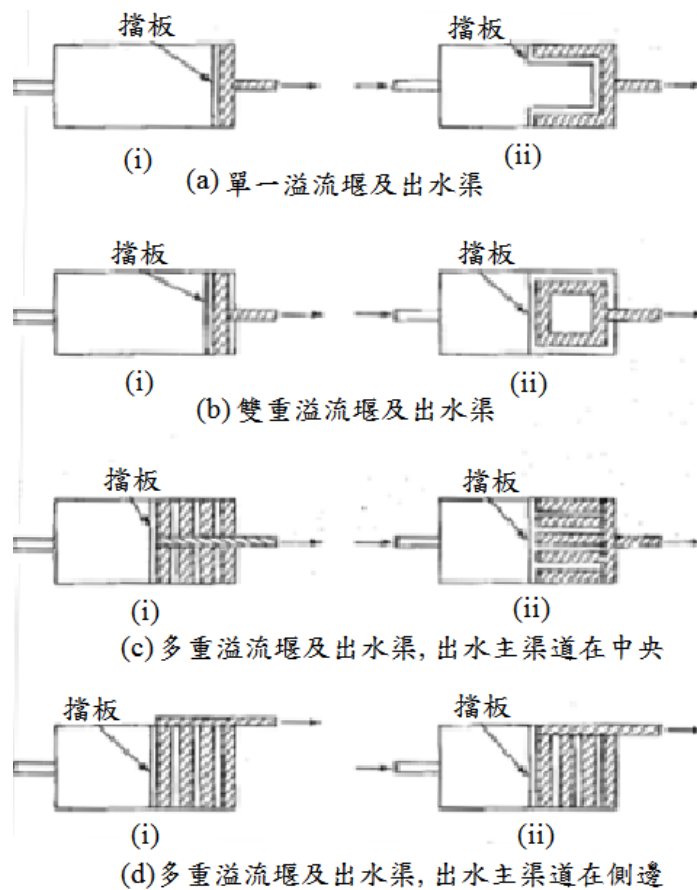 擋板 擋板
(i) (ii)
(a) 單一溢流堰及出水渠
擋板 擋板
(i) (ii)
(b) 雙重溢流堰及出水渠
擋板 擋板
(i) (ii)
(c) 多重溢流堰及出水渠, 出水主渠道在中央
擋板 擋板
(i) (ii)
(d) 多重溢流堰及出水渠, 出水主渠道在側邊